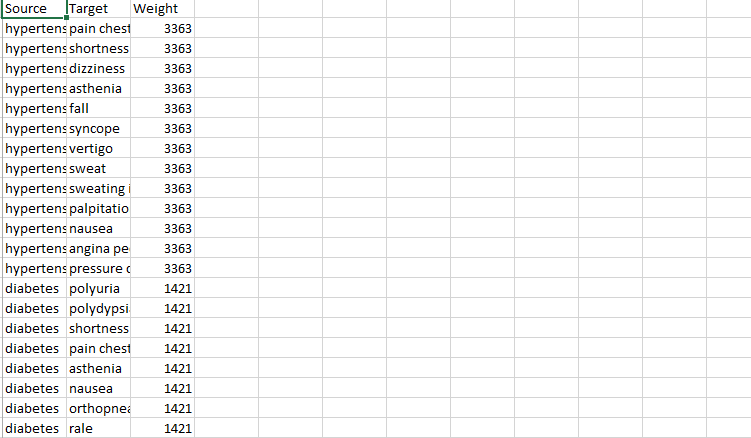 Source Target Weight
hypertens pain chest 3363
hypertens shortness 3363
hypertens dizziness 3363
hypertens asthenia 3363
hypertens fall 3363
hypertens syncope 3363
hypertens vertigo 3363
hypertens sweat 3363
hypertens sweating i 3363
hypertens palpitatio 3363
hypertens nausea 3363
hypertens angina pe 3363
hypertens pressure c 3363
diabetes polyuria 1421
diabetes polydypsi 1421
diabetes shortness 1421
diabetes pain chest 1421
diabetes asthenia 1421
diabetes nausea 1421
diabetes orthopnea 1421
diabetes rale 1421